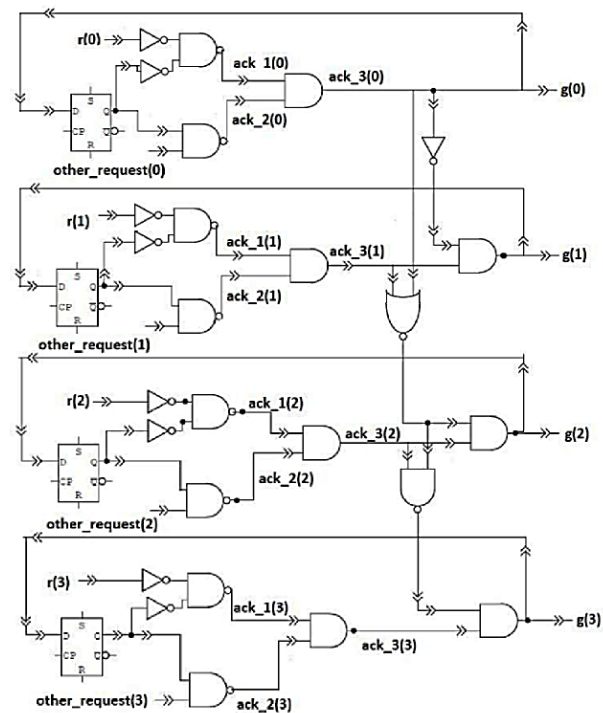 r(0)
ack_1(0)
ack_3(0)
g(0)
S
D
Q
CP
Q
R
ack_2(0)
other_request(0)
r(1)
ack_1(1)
ack_3(1)
g(1)
S
D
Q
CP
Q
R
ack_2(1)
other_request(1)
r(2)
ack_1(2)
ack_3(2)
g(2)
S
D
Q
CP
Q
R
ack_2(2)
other_request(2)
r(3)
ack_1(3)
g(3)
S
D
Q
CP
Q
R
ack_3(3)
other_request(3)
ack_2(3)